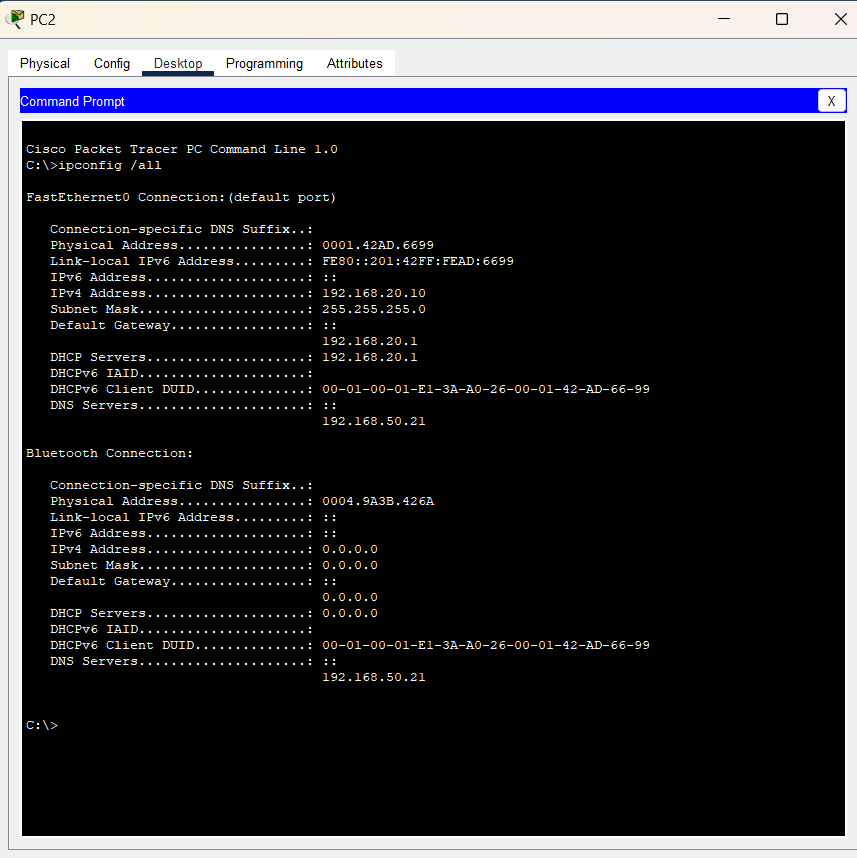 PC2
Physical Config Desktop Programming Attributes
Command Prompt X
Cisco Packet Tracer PC Command Line 1.0
C:\>ipconfig /all
FastEthernet0 Connection:(default port)
Connection-specific DNS Suffix..:
Physical Address................: 0001.42AD.6699
Link-local IPv6 Address.........: FE80::201:42FF:FEAD:6699
IPv6 Address....................: ::
IPv4 Address....................: 192.168.20.10
Subnet Mask.....................: 255.255.255.0
Default Gateway.................: ::
192.168.20.1
DHCP Servers....................: 192.168.20.1
DHCPv6 IAID.....................:
DHCPv6 Client DUID..............: 00-01-00-01-E1-3A-A0-26-00-01-42-AD-66-99
DNS Servers.....................: ::
192.168.50.21
Bluetooth Connection:
Connection-specific DNS Suffix..:
Physical Address................: 0004.9A3B.426A
Link-local IPv6 Address.........: ::
IPv6 Address....................: ::
IPv4 Address....................: 0.0.0.0
Subnet Mask.....................: 0.0.0.0
Default Gateway.................: ::
0.0.0.0
DHCP Servers....................: 0.0.0.0
DHCPv6 IAID.....................:
DHCPv6 Client DUID..............: 00-01-00-01-E1-3A-A0-26-00-01-42-AD-66-99
DNS Servers.....................: ::
192.168.50.21
C:\>